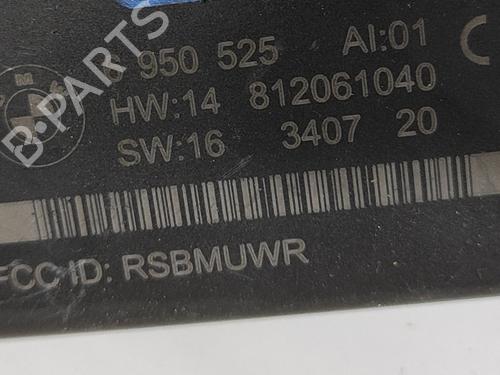 950 525 AI:01
HW:14 812061040
SW:16 3407 20
FCC ID: RSBMUWR
B-PARTS